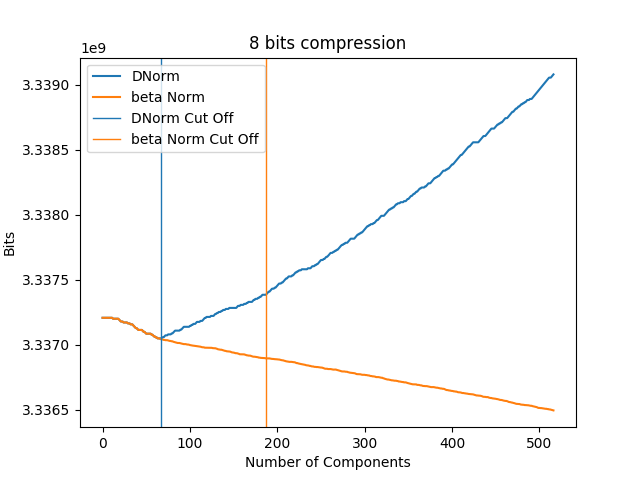 8 bits compression
1e9
3.3390
3.3385
3.3380
3.3375
3.3370
3.3365
Bits
DNorm
beta Norm
DNorm Cut Off
beta Norm Cut Off
0 100 200 300 400 500
Number of Components